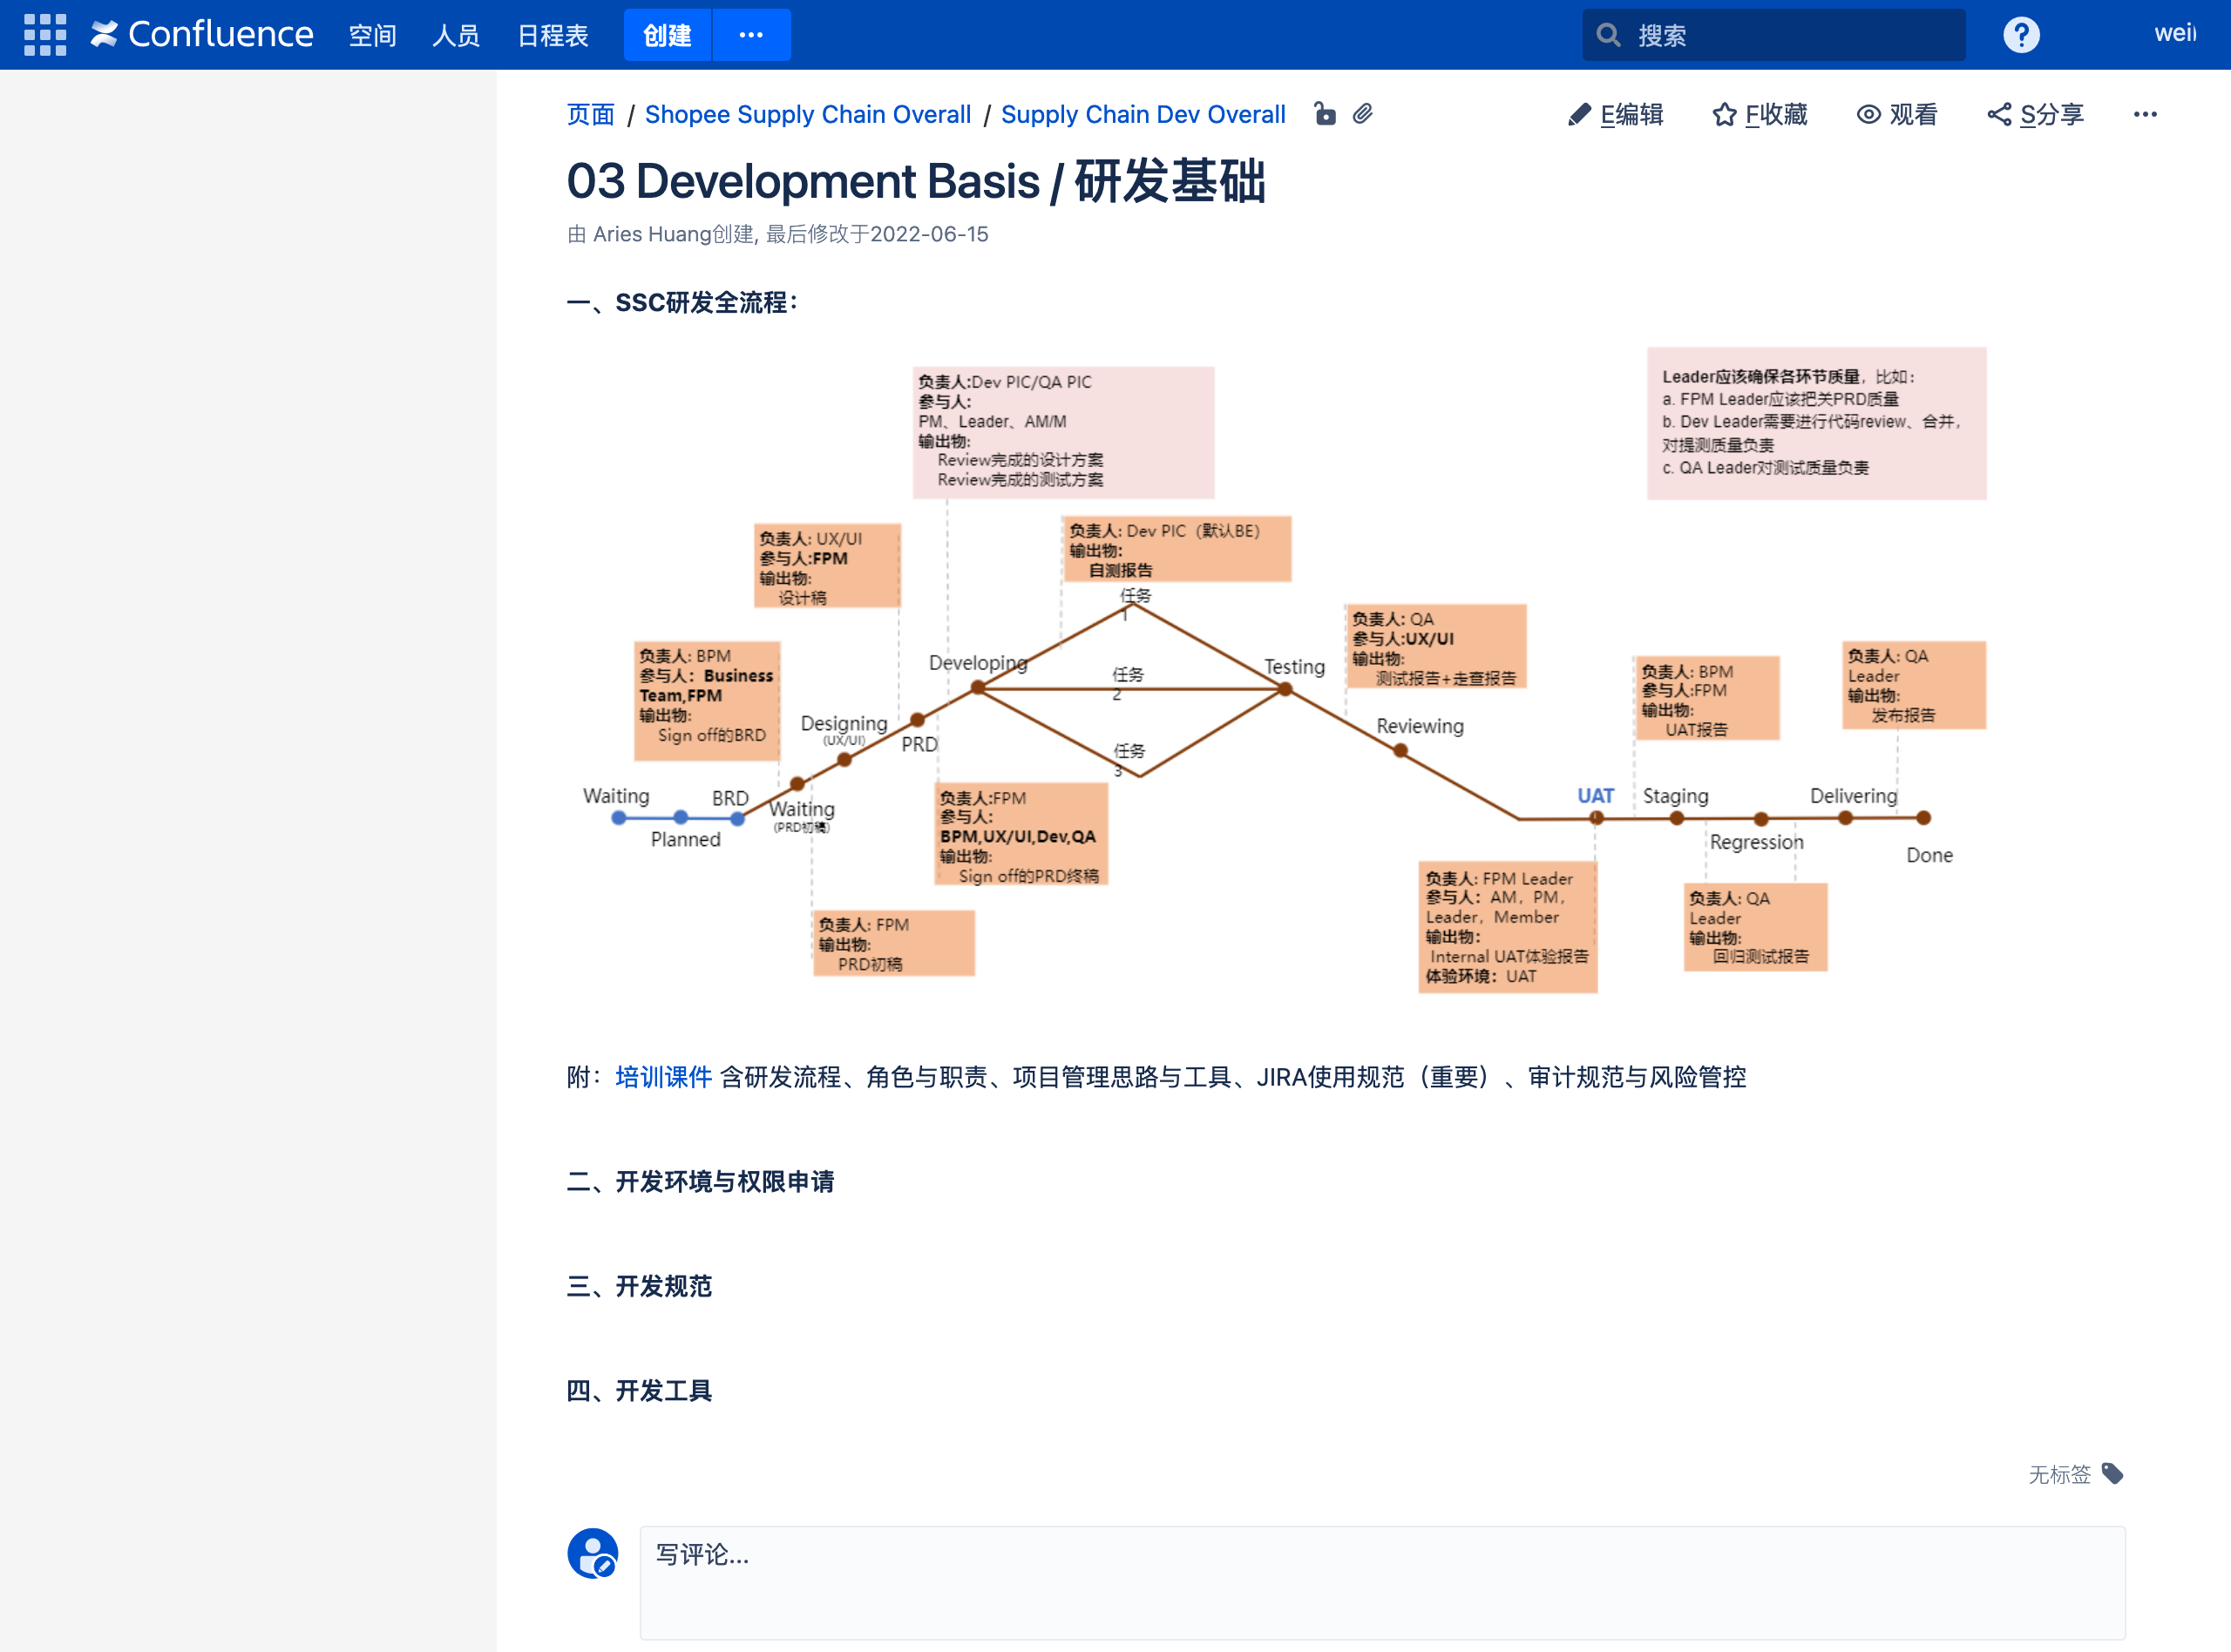 Confluence 空间 人员 日程表 创建 ··· 搜索 ? wei
页面 / Shopee Supply Chain Overall / Supply Chain Dev Overall E编辑 F收藏 观看 S分享 ···
03 Development Basis / 研发基础
由 Aries Huang创建, 最后修改于2022-06-15
一、SSC研发全流程：
负责人:Dev PIC/QA PIC
参与人:
PM、Leader、AM/M
输出物:
Review完成的设计方案
Review完成的测试方案
Leader应该确保各环节质量，比如：
a. FPM Leader应该把关PRD质量
b. Dev Leader需要进行代码review、合并，
对提测质量负责
c. QA Leader对测试质量负责
负责人: UX/UI
参与人:FPM
输出物:
设计稿
负责人: Dev PIC（默认BE）
输出物:
自测报告
任务
1
负责人: QA
参与人:UX/UI
输出物:
测试报告+走查报告
负责人: BPM
参与人：Business
Team,FPM
输出物:
Sign off的BRD
Developing
任务
2
Testing
负责人: BPM
参与人:FPM
输出物:
UAT报告
负责人: QA
Leader
输出物:
发布报告
Designing
(UX/UI)
PRD
Reviewing
任务
3
Waiting
Planned
BRD
Waiting
(PRD初稿)
UAT
Staging
Regression
Delivering
Done
负责人:FPM
参与人:
BPM,UX/UI,Dev,QA
输出物:
Sign off的PRD终稿
负责人: FPM
输出物:
PRD初稿
负责人: FPM Leader
参与人：AM，PM，
Leader，Member
输出物：
Internal UAT体验报告
体验环境：UAT
负责人: QA
Leader
输出物:
回归测试报告
附：培训课件 含研发流程、角色与职责、项目管理思路与工具、JIRA使用规范（重要）、审计规范与风险管控
二、开发环境与权限申请
三、开发规范
四、开发工具
无标签
写评论...